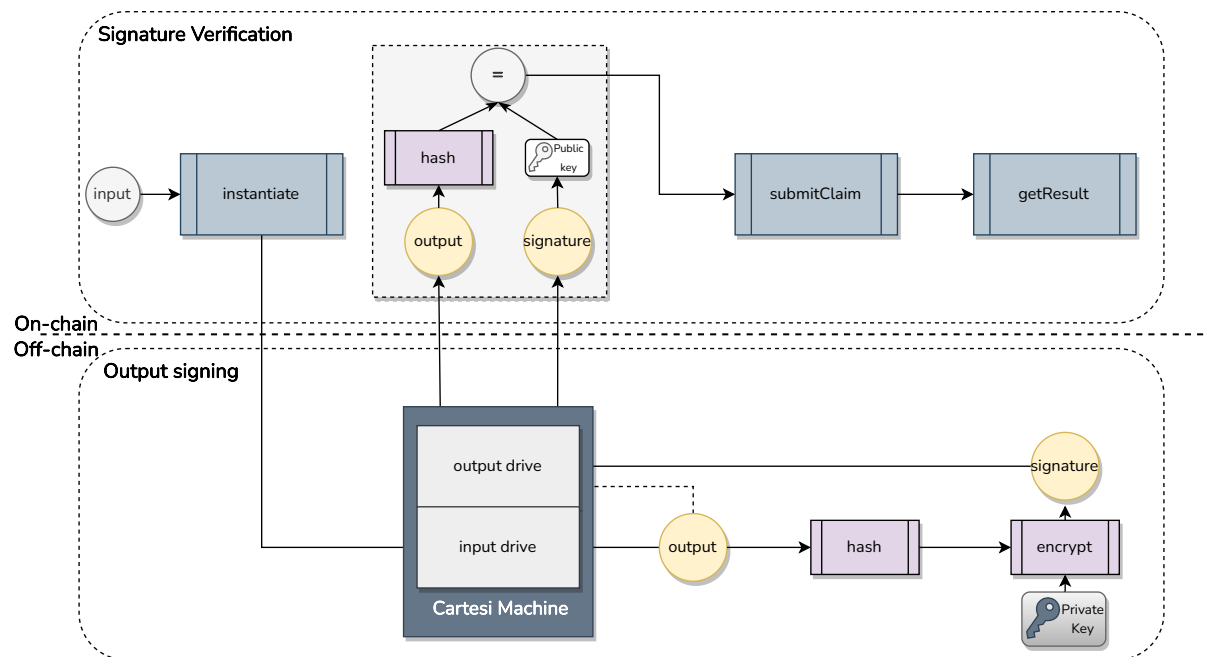 Signature Verification
=
hash
Public
key
input
instantiate
submitClaim
getResult
output
signature
On-chain
Off-chain
Output signing
output drive
signature
input drive
output
hash
encrypt
Cartesi Machine
Private
Key